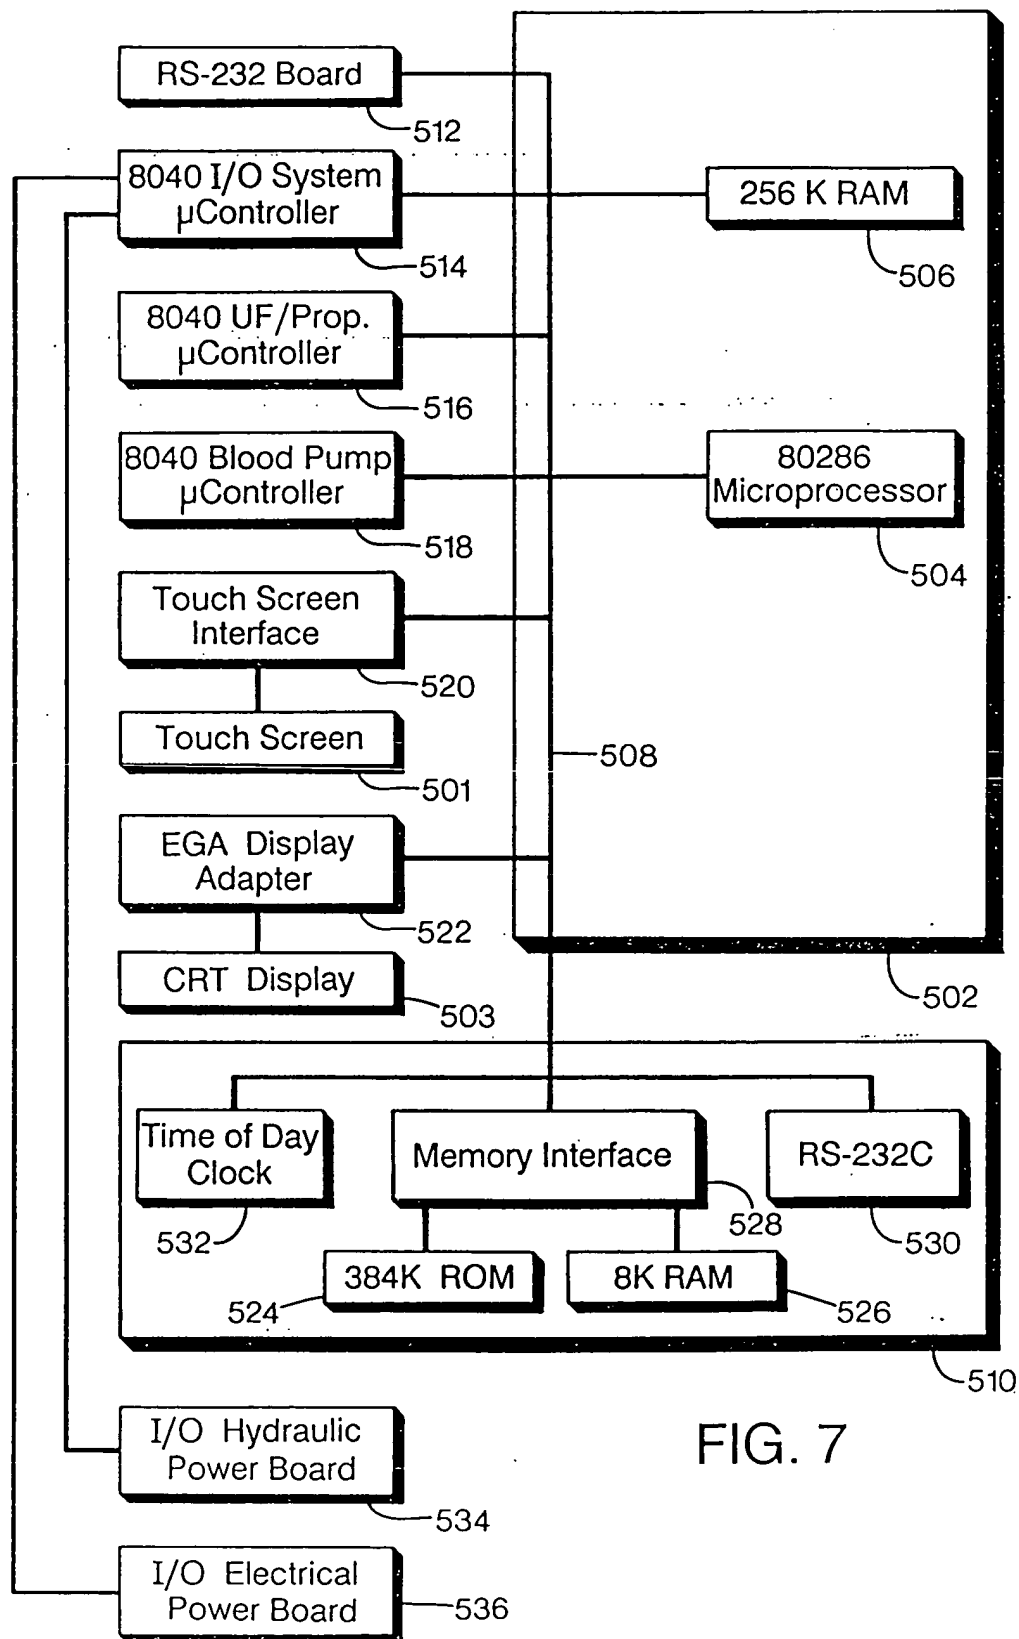 RS-232 Board
512
8040 I/O System
µController
514
256 K RAM
506
8040 UF/Prop.
µController
516
8040 Blood Pump
µController
518
80286
Microprocessor
504
Touch Screen
Interface
520
Touch Screen
501
508
EGA Display
Adapter
522
CRT Display
503
502
Time of Day
Clock
532
Memory Interface
528
RS-232C
530
384K ROM
524
8K RAM
526
510
I/O Hydraulic
Power Board
534
FIG. 7
I/O Electrical
Power Board
536